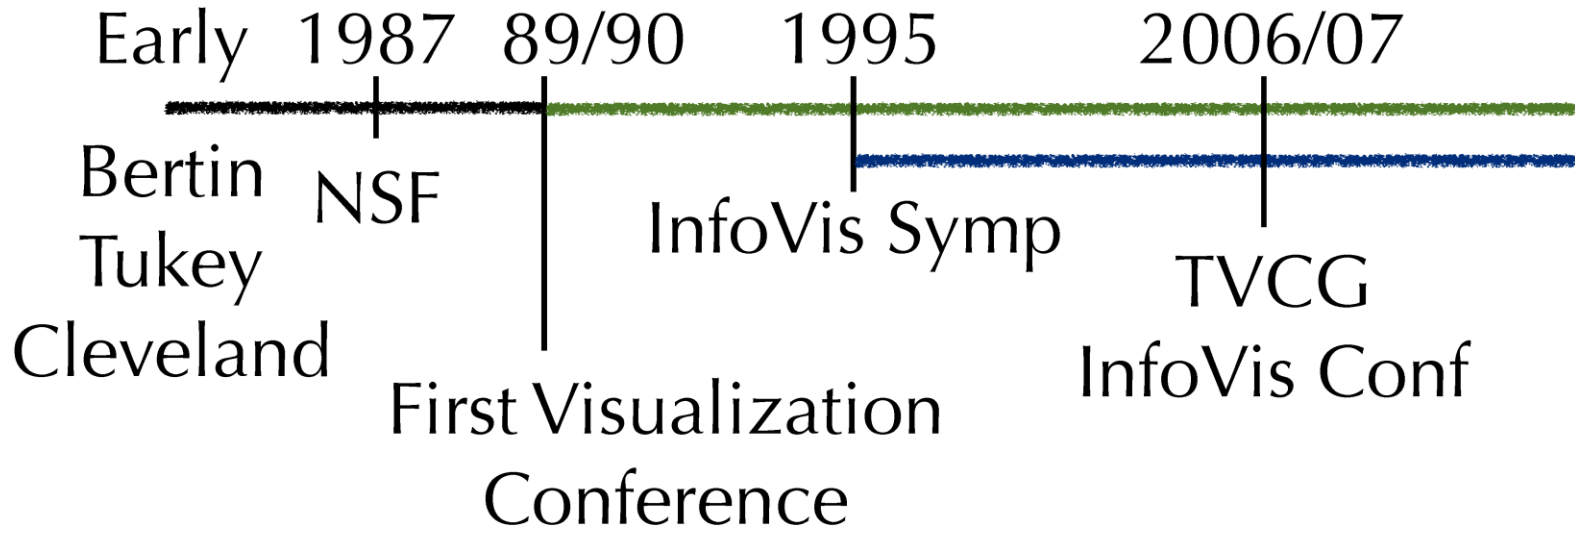 Early 1987 89/90 1995 2006/07
Bertin
Tukey
Cleveland
NSF
First Visualization
Conference
InfoVis Symp
TVCG
InfoVis Conf